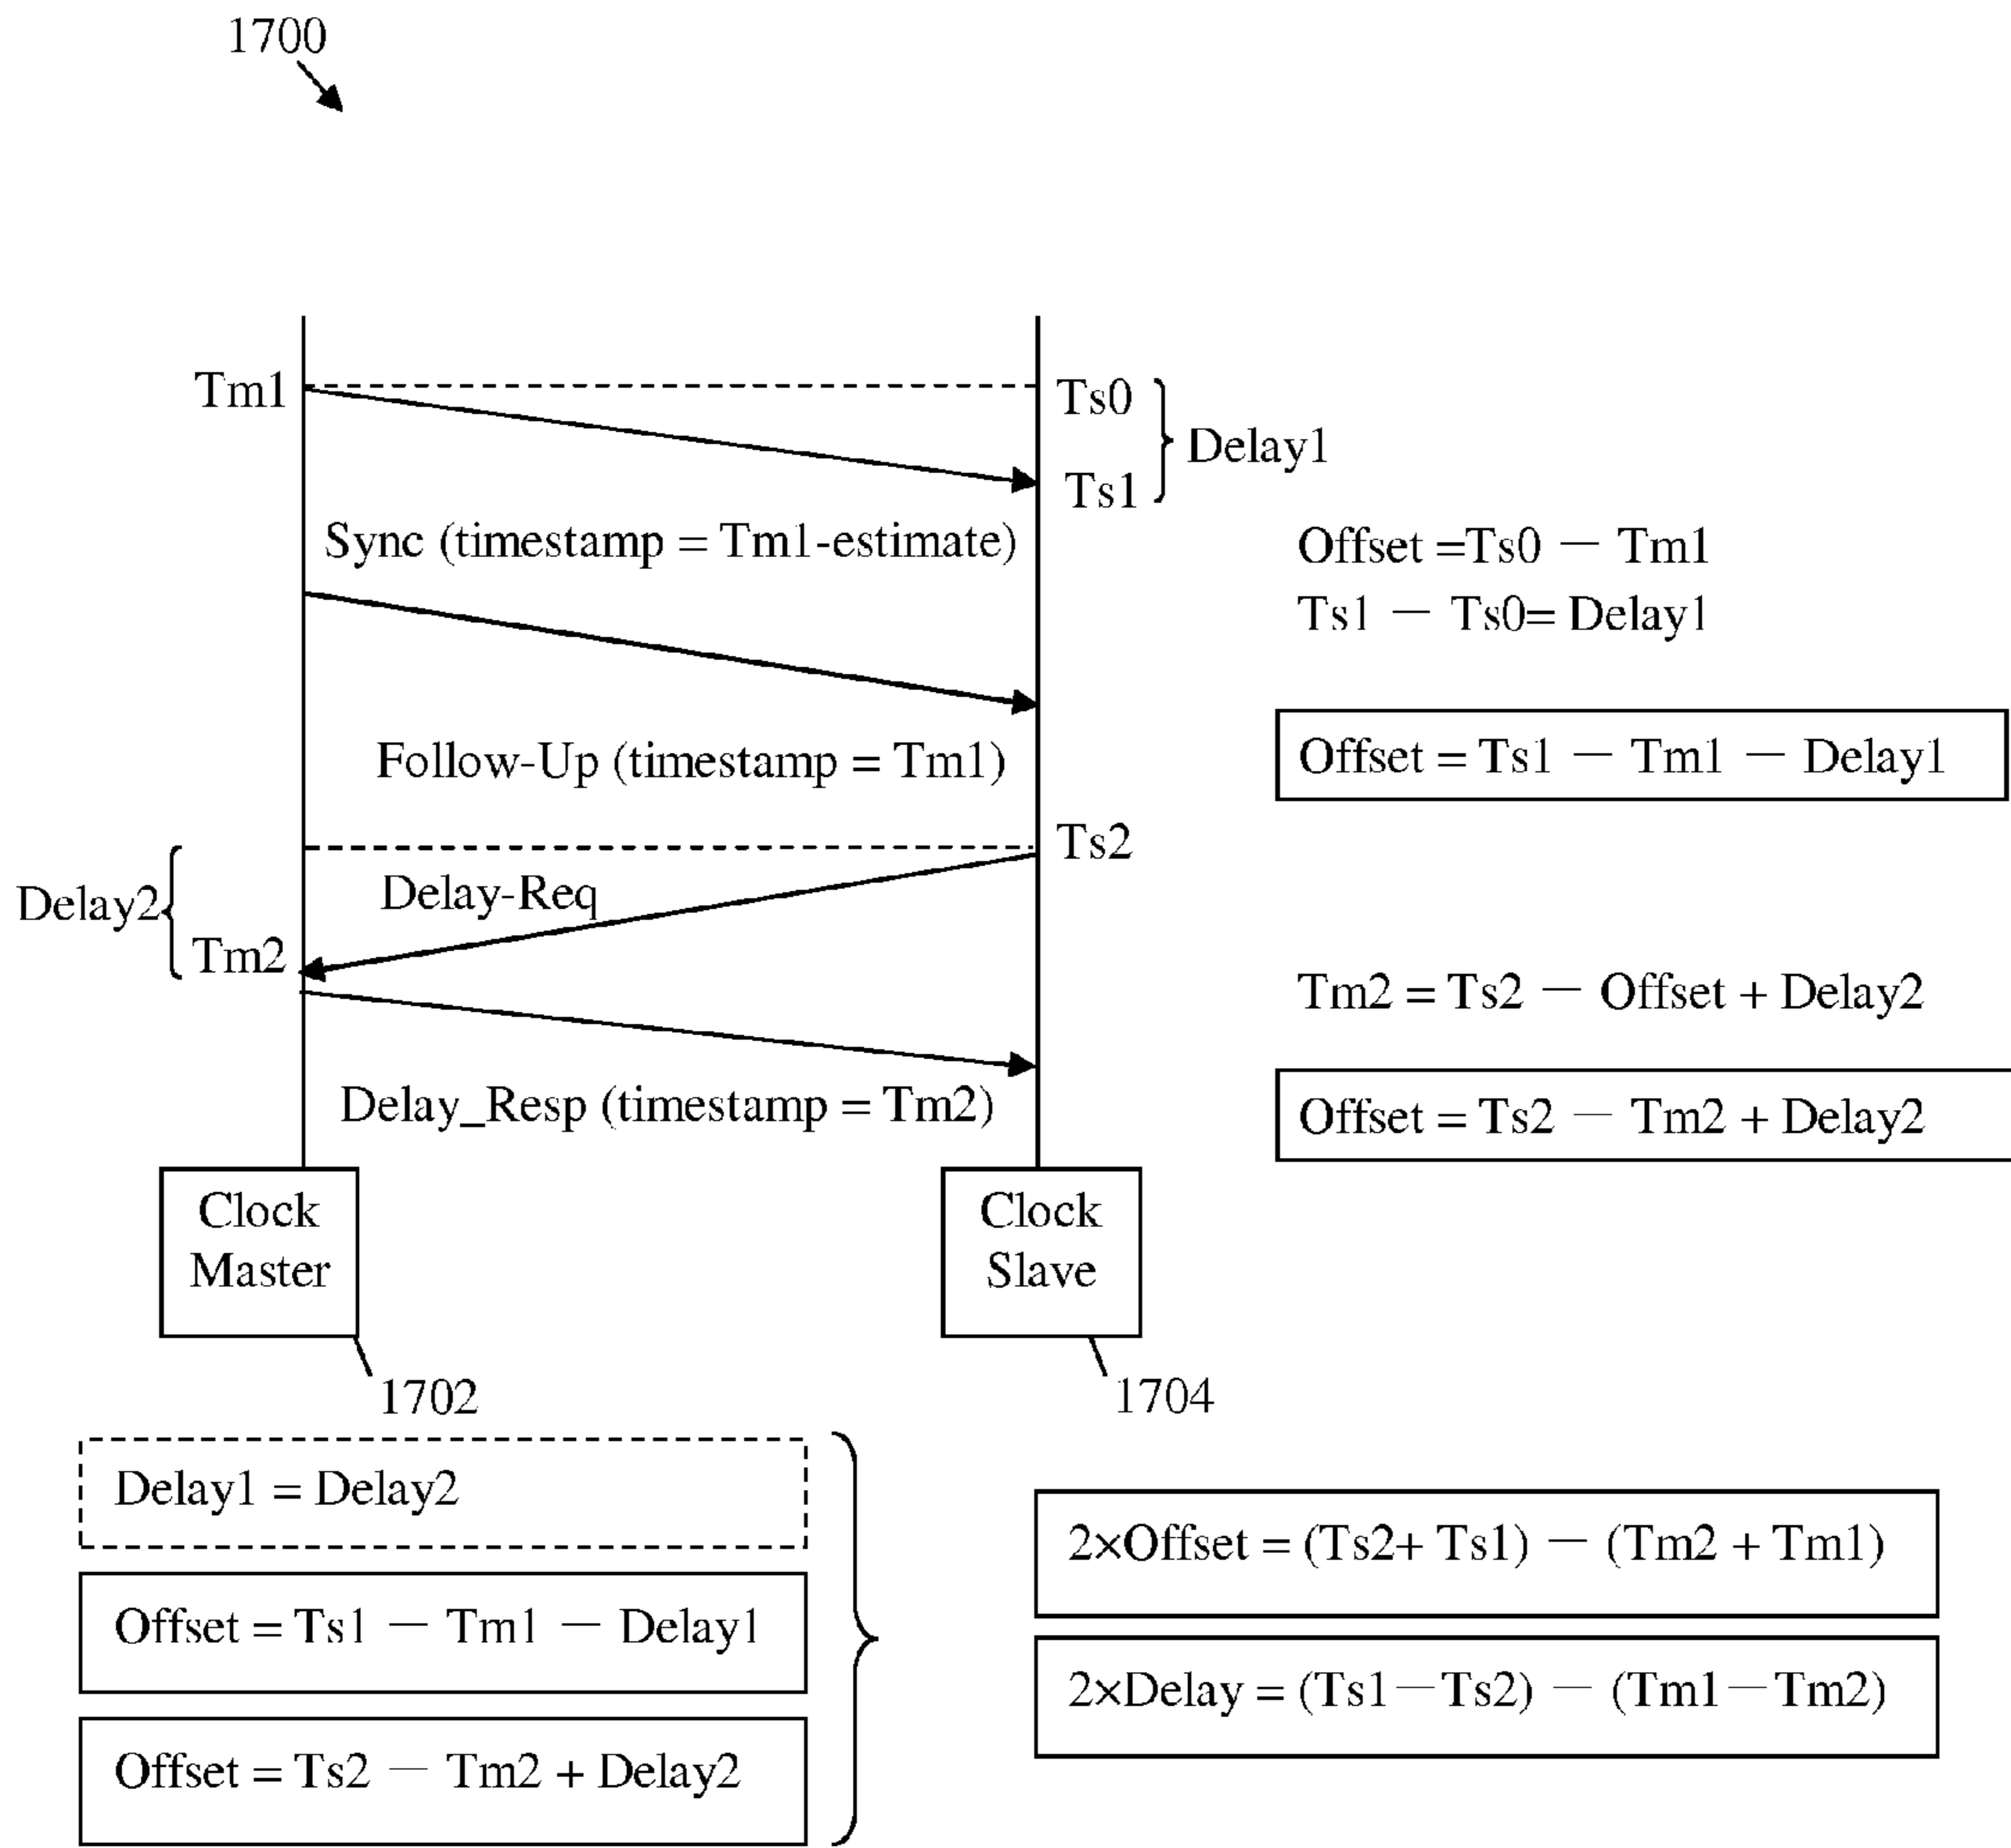 1700
Tm1
Ts0
Delay1
Ts1
Sync (timestamp = Tm1-estimate)
Offset =Ts0 − Tm1
Ts1 − Ts0= Delay1
Follow-Up (timestamp = Tm1)
Offset = Ts1 − Tm1 − Delay1
Ts2
Delay2
Delay-Req
Tm2
Tm2 = Ts2 − Offset + Delay2
Delay_Resp (timestamp = Tm2)
Offset = Ts2 − Tm2 + Delay2
Clock
Master
Clock
Slave
1702
1704
Delay1 = Delay2
Offset = Ts1 − Tm1 − Delay1
Offset = Ts2 − Tm2 + Delay2
2×Offset = (Ts2+ Ts1) − (Tm2 + Tm1)
2×Delay = (Ts1−Ts2) − (Tm1−Tm2)